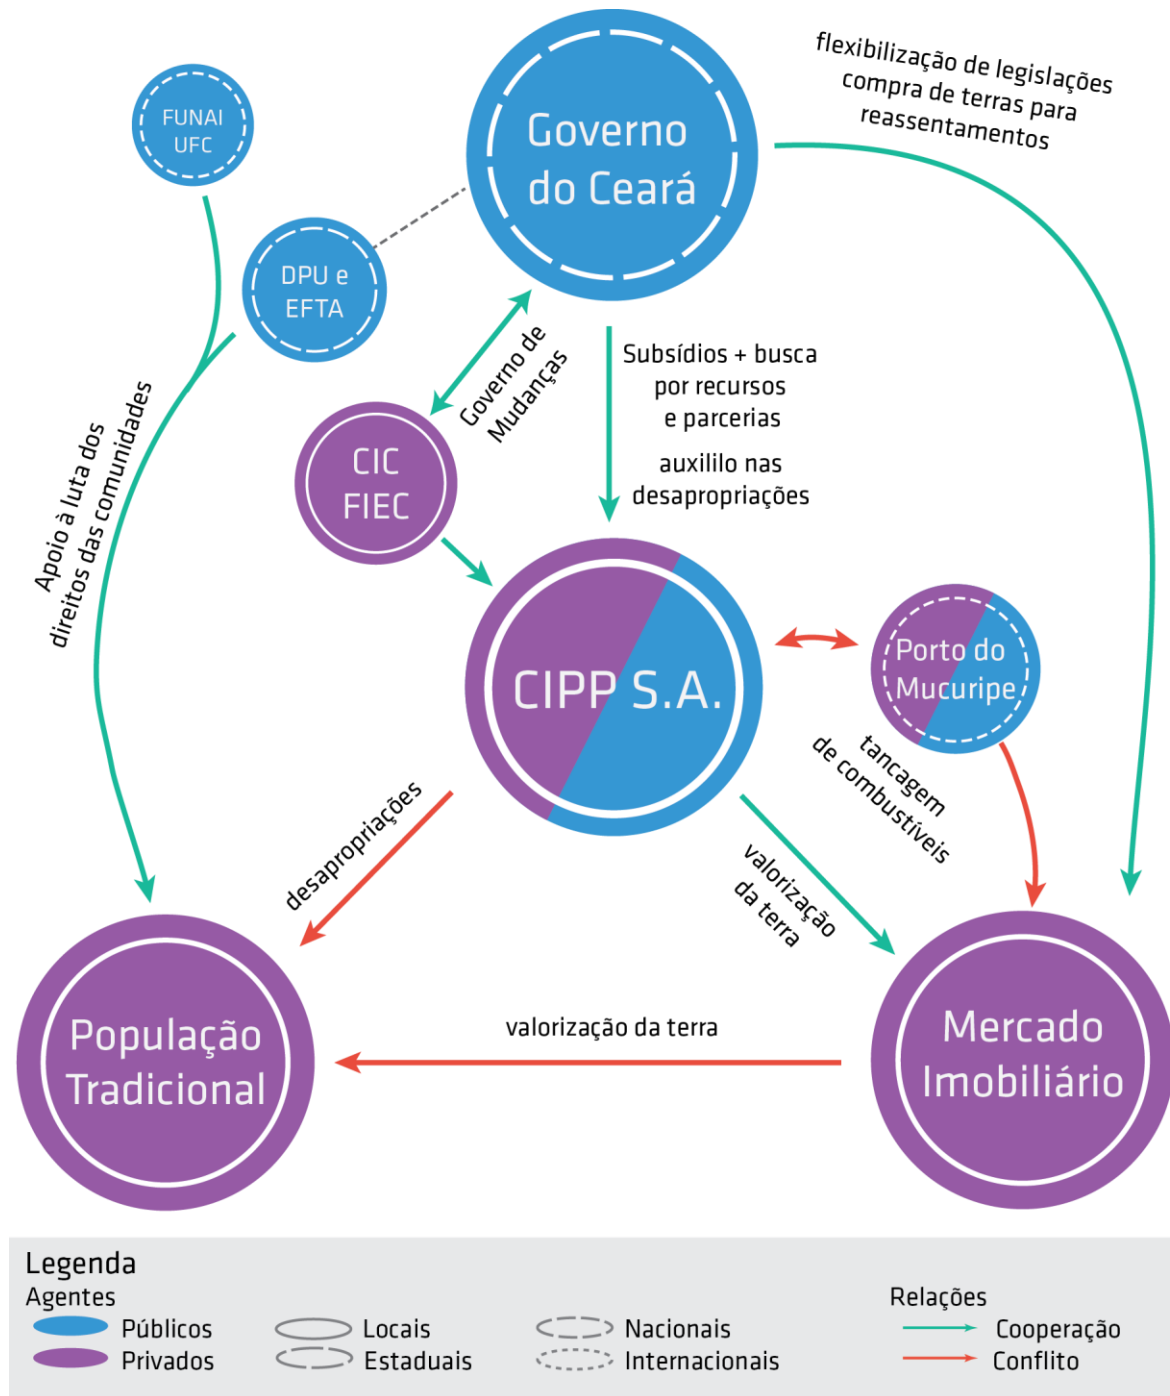 flexibilização de legislações
compra de terras para
reassentamentos
FUNAI
UFC
Governo
do Ceará
DPU e
EFTA
Governo de
Mudanças
Subsídios + busca
por recursos
e parcerias
auxililo nas
desapropriações
CIC
FIEC
Apoio à luta dos
direitos das comunidades
CIPP S.A.
Porto do
Mucuripe
tancagem
de combustíveis
desapropriações
valorização
da terra
População
Tradicional
valorização da terra
Mercado
Imobiliário
Legenda
Agentes
Públicos
Privados
Locais
Estaduais
Nacionais
Internacionais
Relações
Cooperação
Conflito